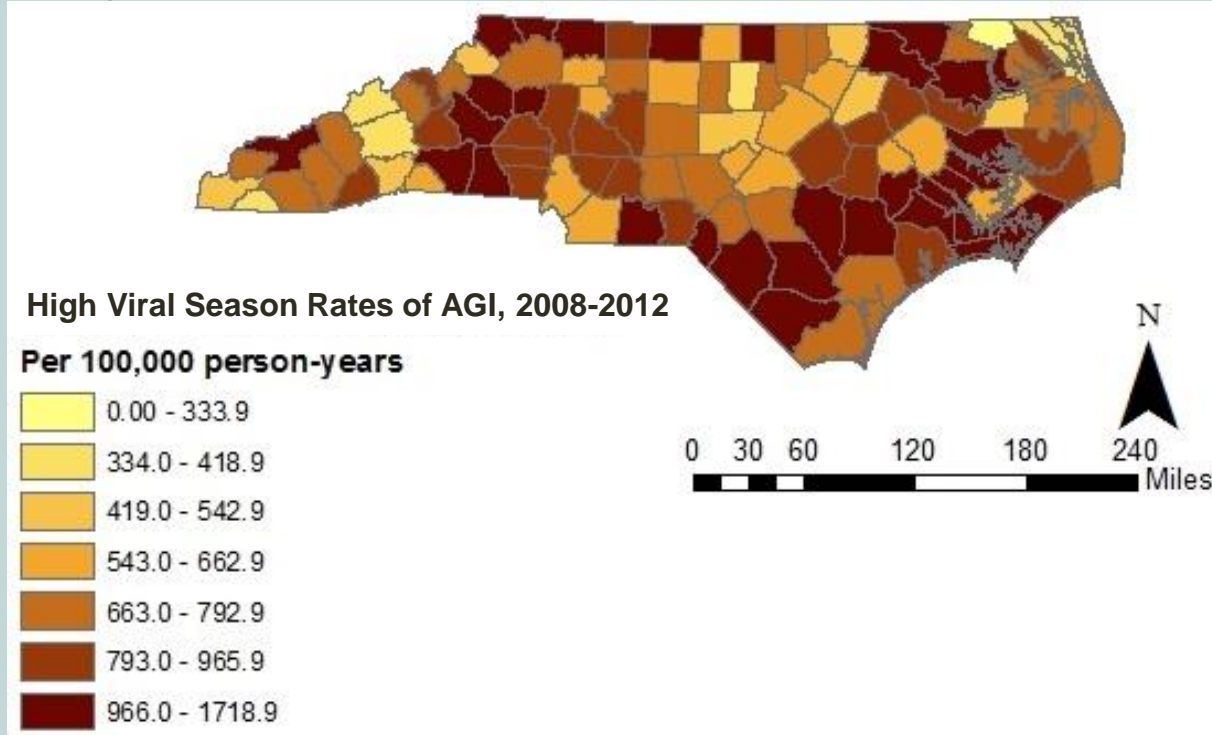 High Viral Season Rates of AGI, 2008-2012
Per 100,000 person-years
0.00 - 333.9
334.0 - 418.9
419.0 - 542.9
543.0 - 662.9
663.0 - 792.9
793.0 - 965.9
966.0 - 1718.9
N
0 30 60 120 180 240
Miles